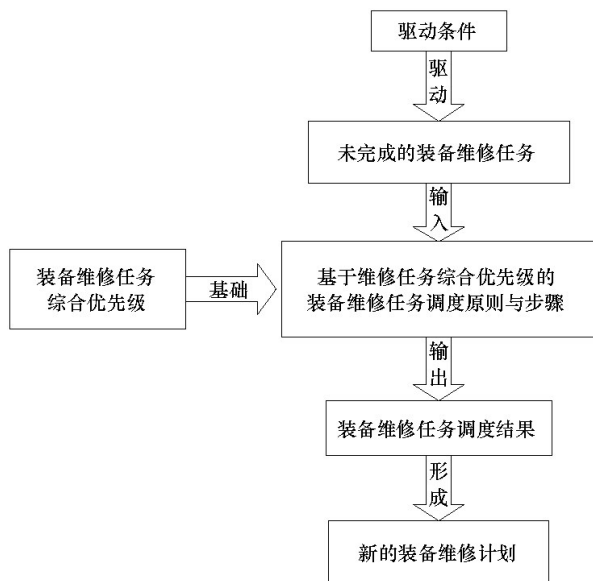 驱动条件
驱
动
未完成的装备维修任务
输
入
装备维修任务
综合优先级
基础
基于维修任务综合优先级的
装备维修任务调度原则与步骤
输
出
装备维修任务调度结果
形
成
新的装备维修计划